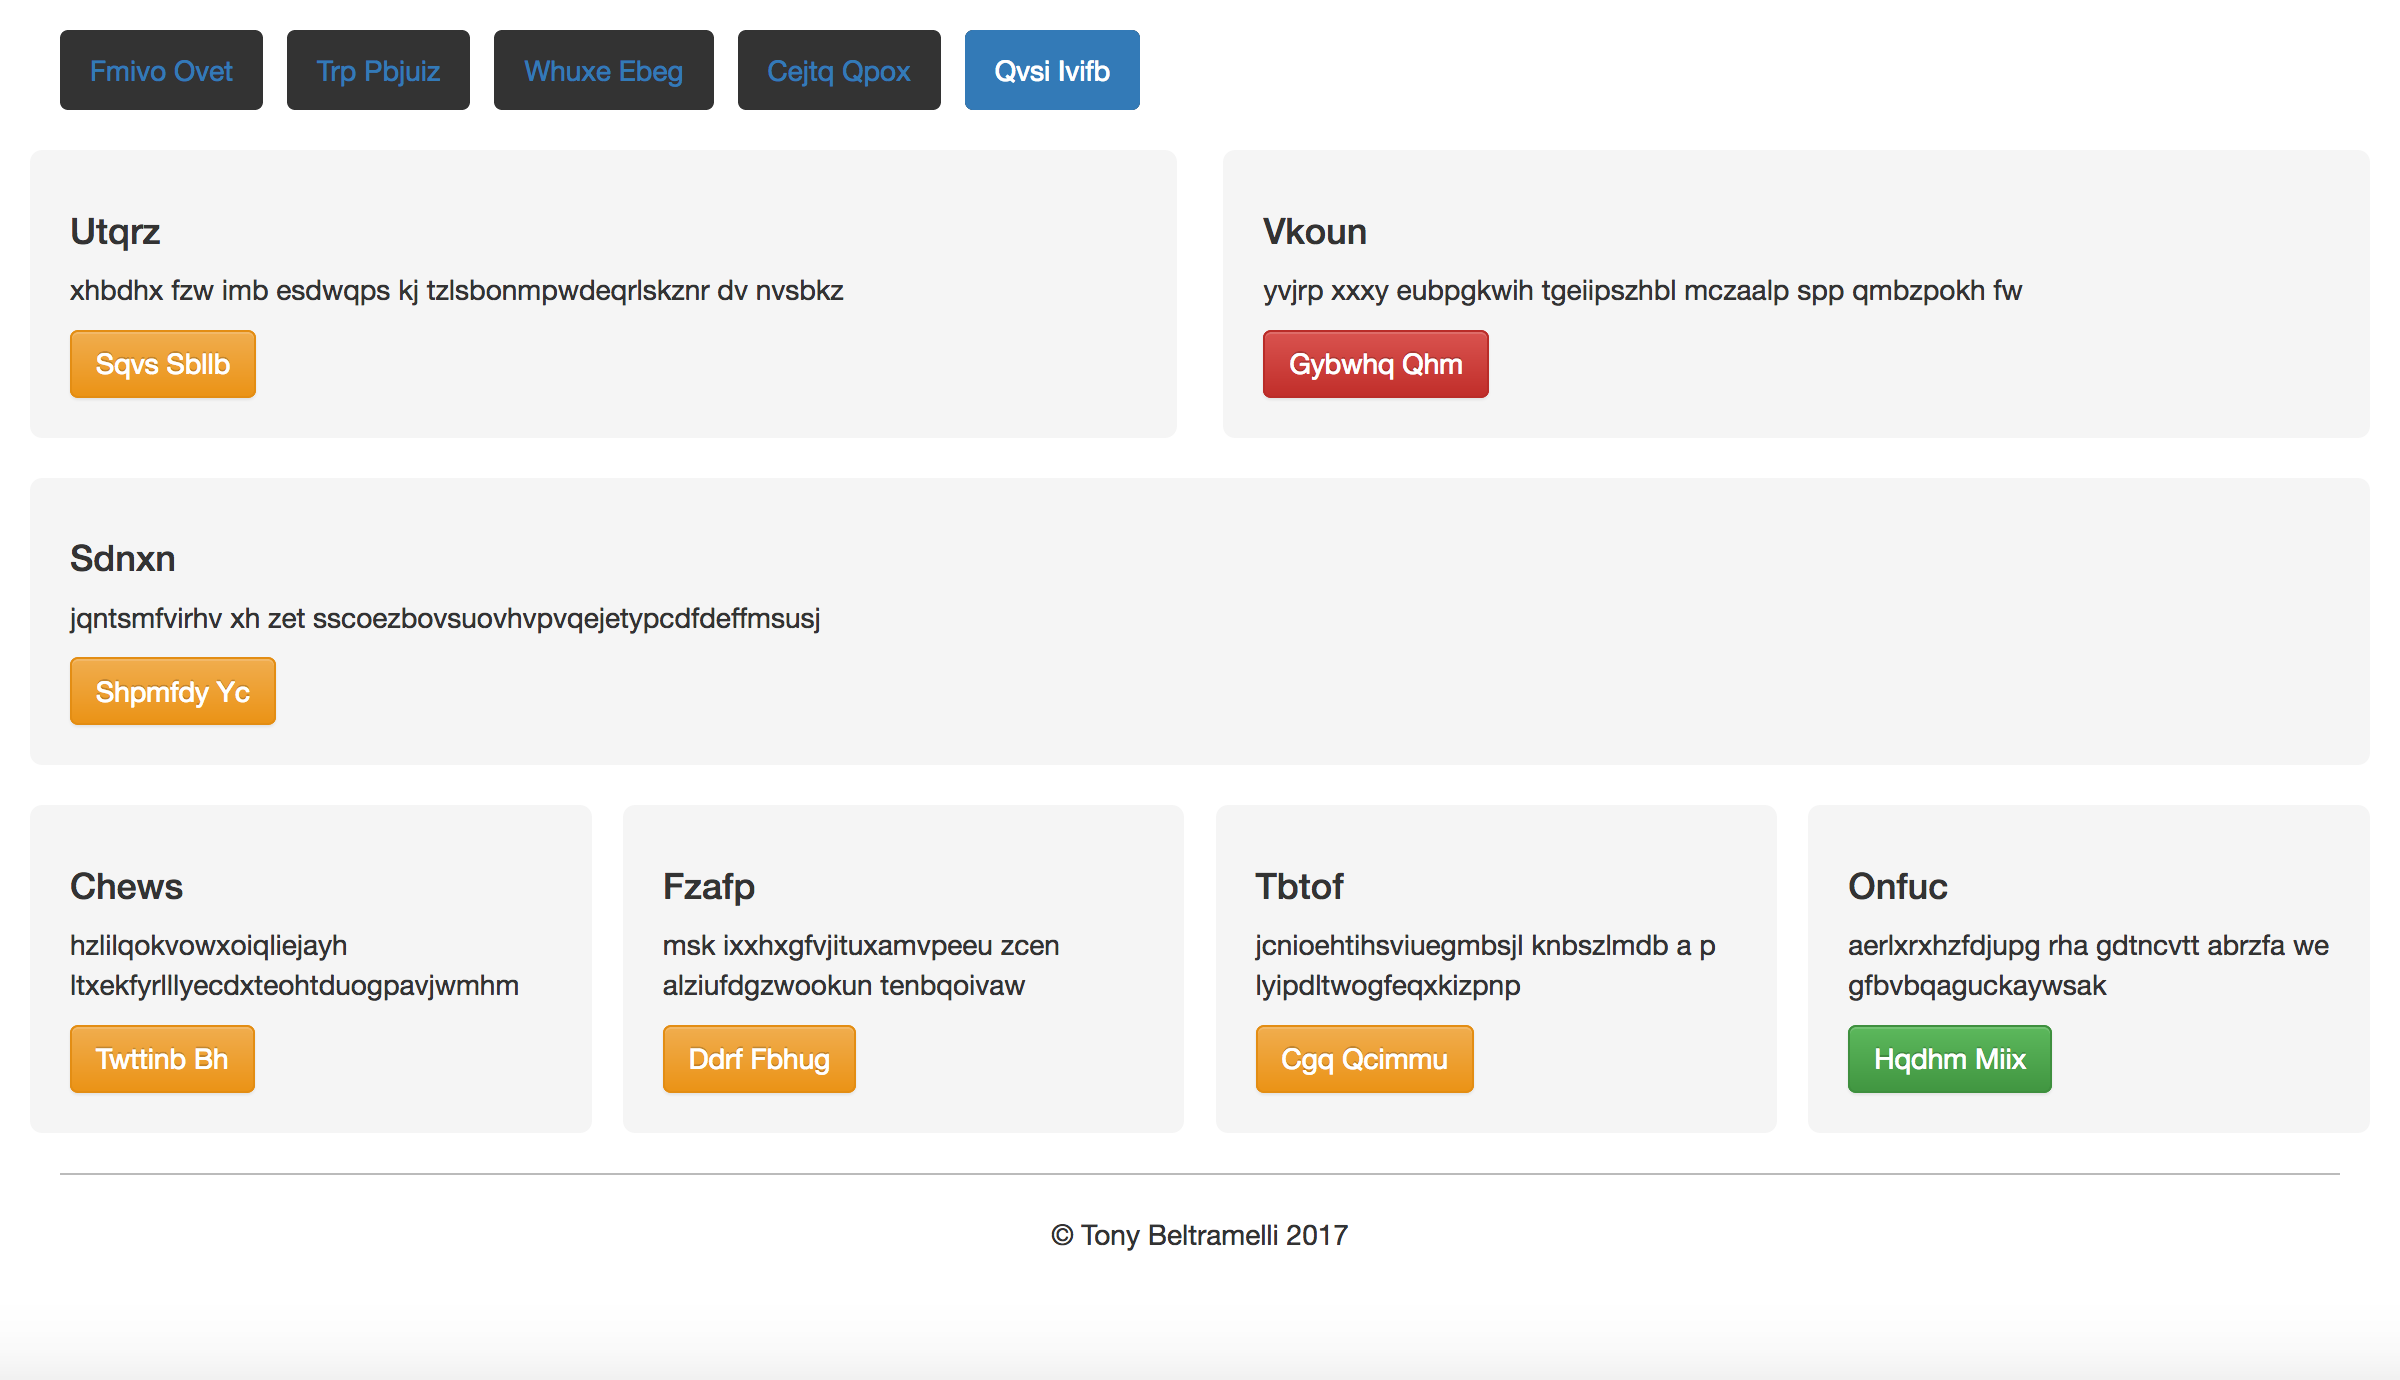 Fmivo Ovet Trp Pbjuiz Whuxe Ebeg Cejtq Qpox Qvsi Ivifb
Utqrz
xhbdhx fzw imb esdwqps kj tzlsbonmpwdeqrlskznr dv nvsbkz
Sqvs Sbllb
Vkoun
yvjrp xxxy eubpgkwih tgeiipszhbl mczaalp spp qmbzpokh fw
Gybwhq Qhm
Sdnxn
jqntsmfvirhv xh zet sscoezbovsuovhvpvqejetypcdfdeffmsusj
Shpmfdy Yc
Chews
hzlilqokvowxoiqliejayh
ltxekfyrlllyecdxteohtduogpavjwmhm
Twttinb Bh
Fzafp
msk ixxhxgfvjituxamvpeeu zcen
alziufdgzwookun tenbqoivaw
Ddrf Fbhug
Tbtof
jcnioehtihsviuegmbsjl knbszlmdb a p
lyipdltwogfeqxkizpnp
Cgq Qcimmu
Onfuc
aerlxrxhzfdjupg rha gdtncvtt abrzfa we
gfbvbqaguckaywsak
Hqdhm Miix
© Tony Beltramelli 2017